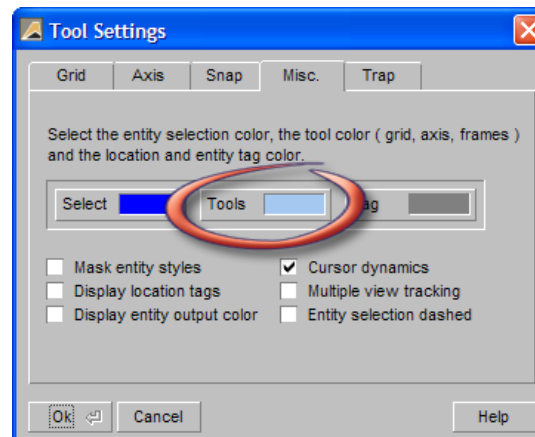 Tool Settings
Grid Axis Snap Misc. Trap
Select the entity selection color, the tool color ( grid, axis, frames )
and the location and entity tag color.
Select Tools ag
Mask entity styles Cursor dynamics
Display location tags Multiple view tracking
Display entity output color Entity selection dashed
Ok Cancel Help